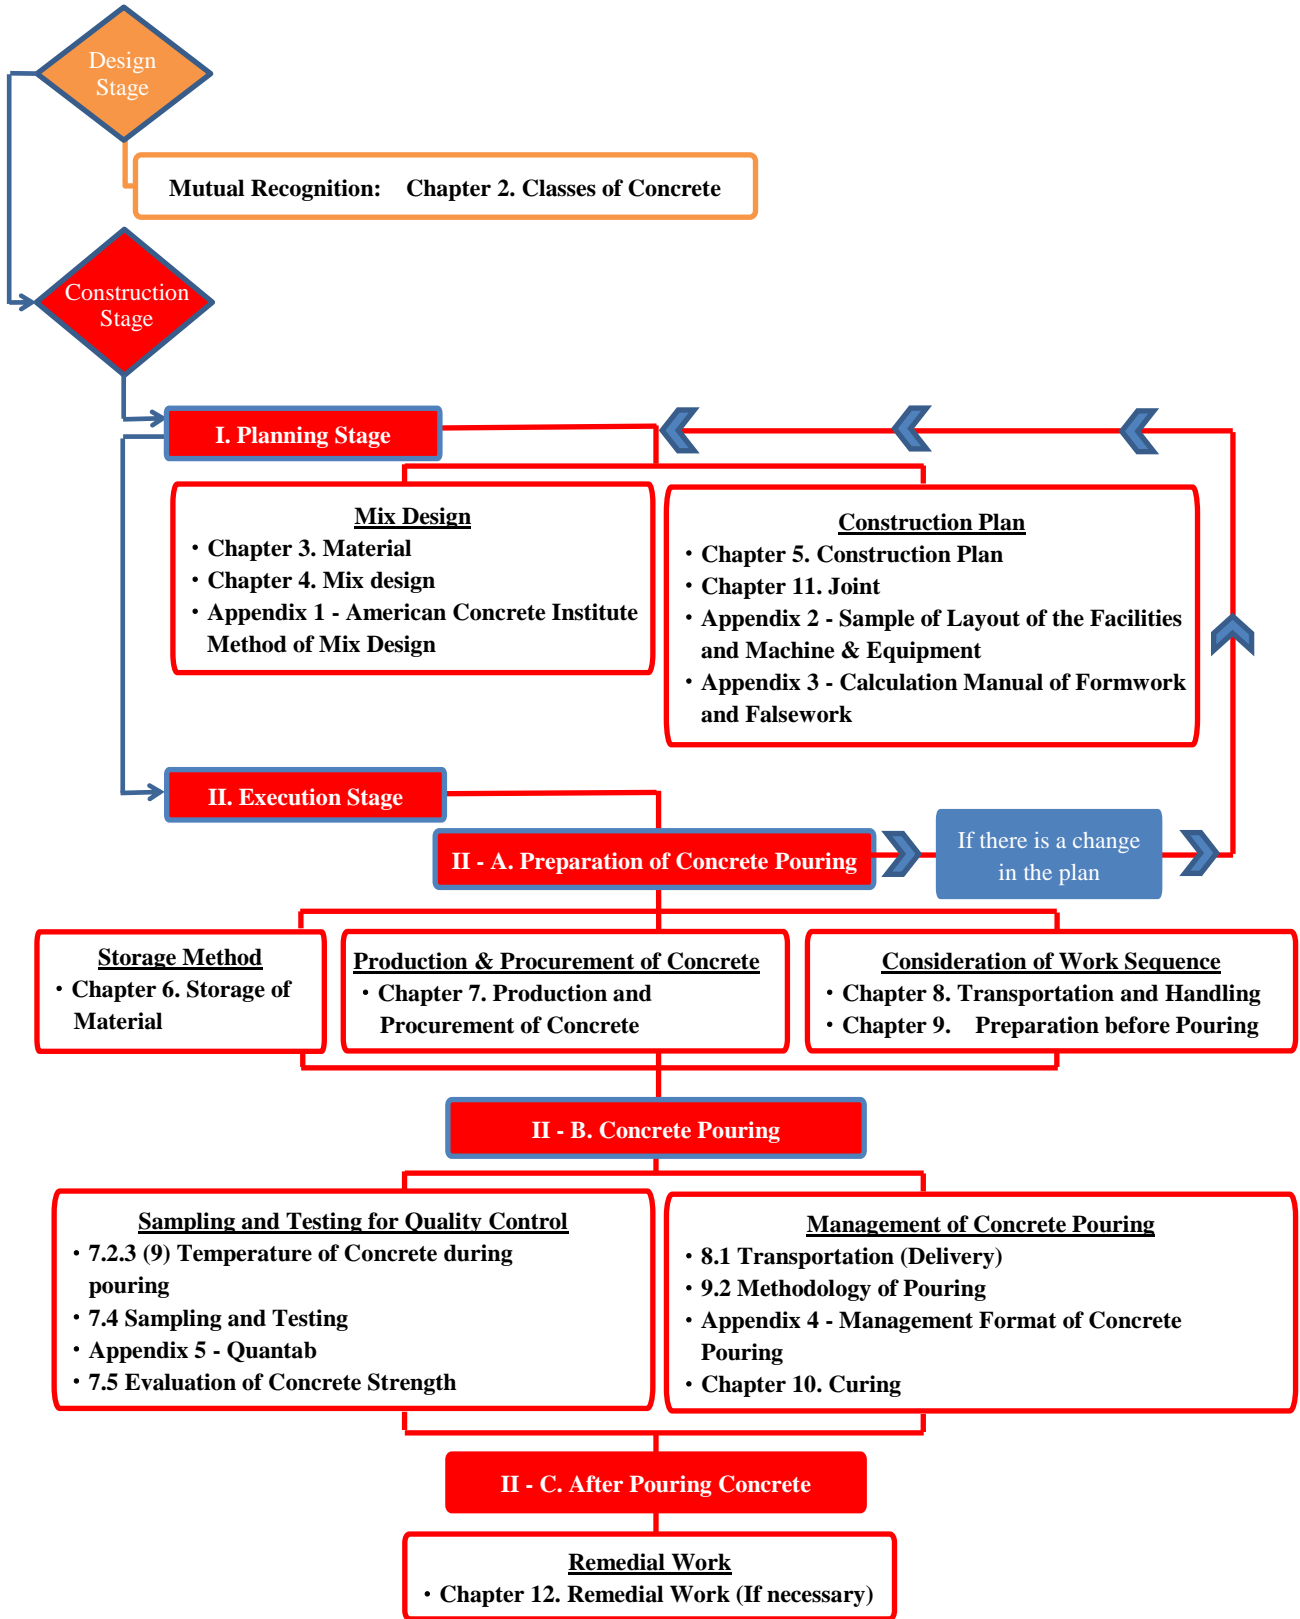 Design
Stage
Mutual Recognition: Chapter 2. Classes of Concrete
Construction
Stage
I. Planning Stage
Mix Design
・Chapter 3. Material
・Chapter 4. Mix design
・Appendix 1 - American Concrete Institute
Method of Mix Design
Construction Plan
・Chapter 5. Construction Plan
・Chapter 11. Joint
・Appendix 2 - Sample of Layout of the Facilities
and Machine & Equipment
・Appendix 3 - Calculation Manual of Formwork
and Falsework
II. Execution Stage
II - A. Preparation of Concrete Pouring
If there is a change
in the plan
Storage Method
・Chapter 6. Storage of
Material
Production & Procurement of Concrete
・Chapter 7. Production and
Procurement of Concrete
Consideration of Work Sequence
・Chapter 8. Transportation and Handling
・Chapter 9. Preparation before Pouring
II - B. Concrete Pouring
Sampling and Testing for Quality Control
・7.2.3 (9) Temperature of Concrete during
pouring
・7.4 Sampling and Testing
・Appendix 5 - Quantab
・7.5 Evaluation of Concrete Strength
Management of Concrete Pouring
・8.1 Transportation (Delivery)
・9.2 Methodology of Pouring
・Appendix 4 - Management Format of Concrete
Pouring
・Chapter 10. Curing
II - C. After Pouring Concrete
Remedial Work
・Chapter 12. Remedial Work (If necessary)